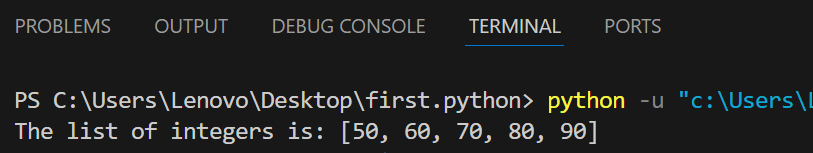 PROBLEMS OUTPUT DEBUG CONSOLE TERMINAL PORTS
PS C:\Users\Lenovo\Desktop\first.python> python -u "c:\Users\
The list of integers is: [50, 60, 70, 80, 90]